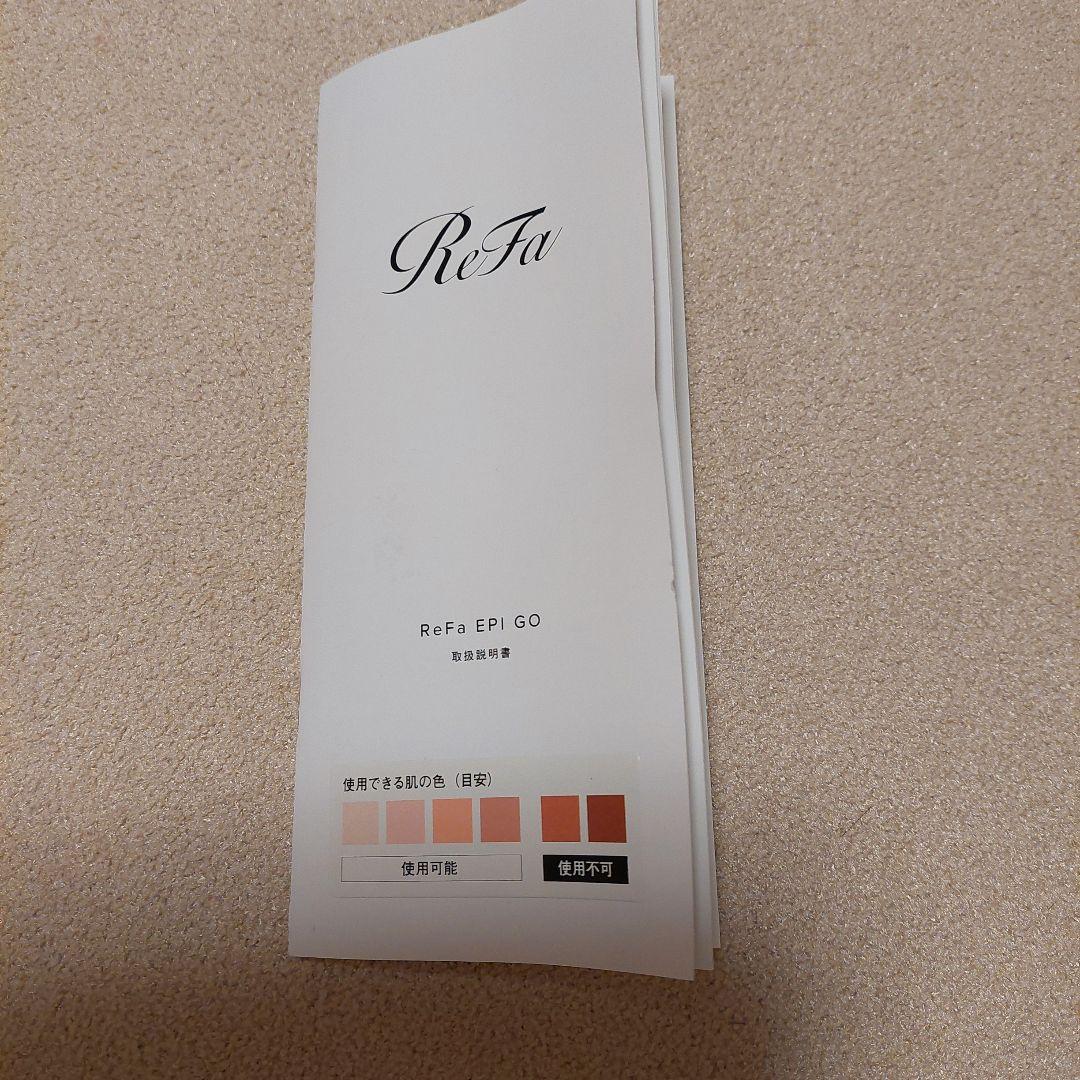 ReFa
ReFa EPI GO
取扱説明書
使用できる肌の色（目安）
使用可能
使用不可